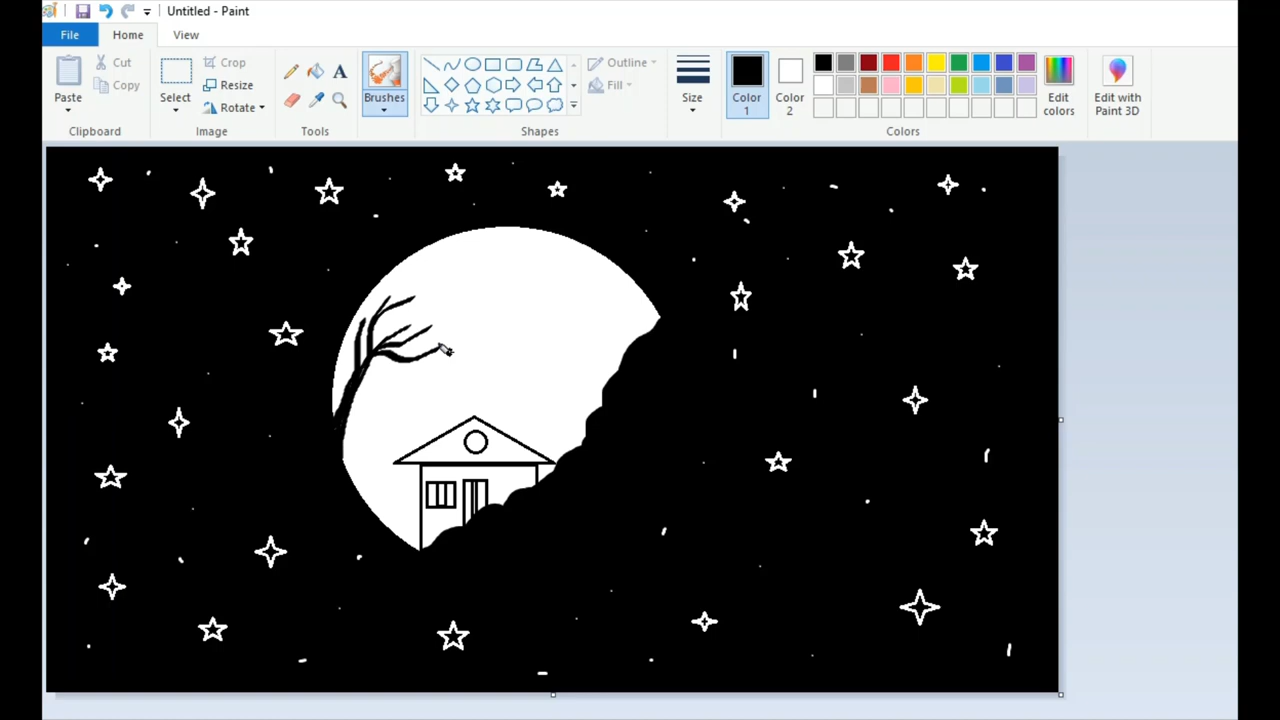 Untitled - Paint
File
Home
View
Paste
Cut
Copy
Clipboard
Select
Crop
Resize
Rotate
Image
A
Tools
Brushes
Outline
Fill
Shapes
Size
Color 1
Color 2
Edit colors
Colors
Edit with Paint 3D